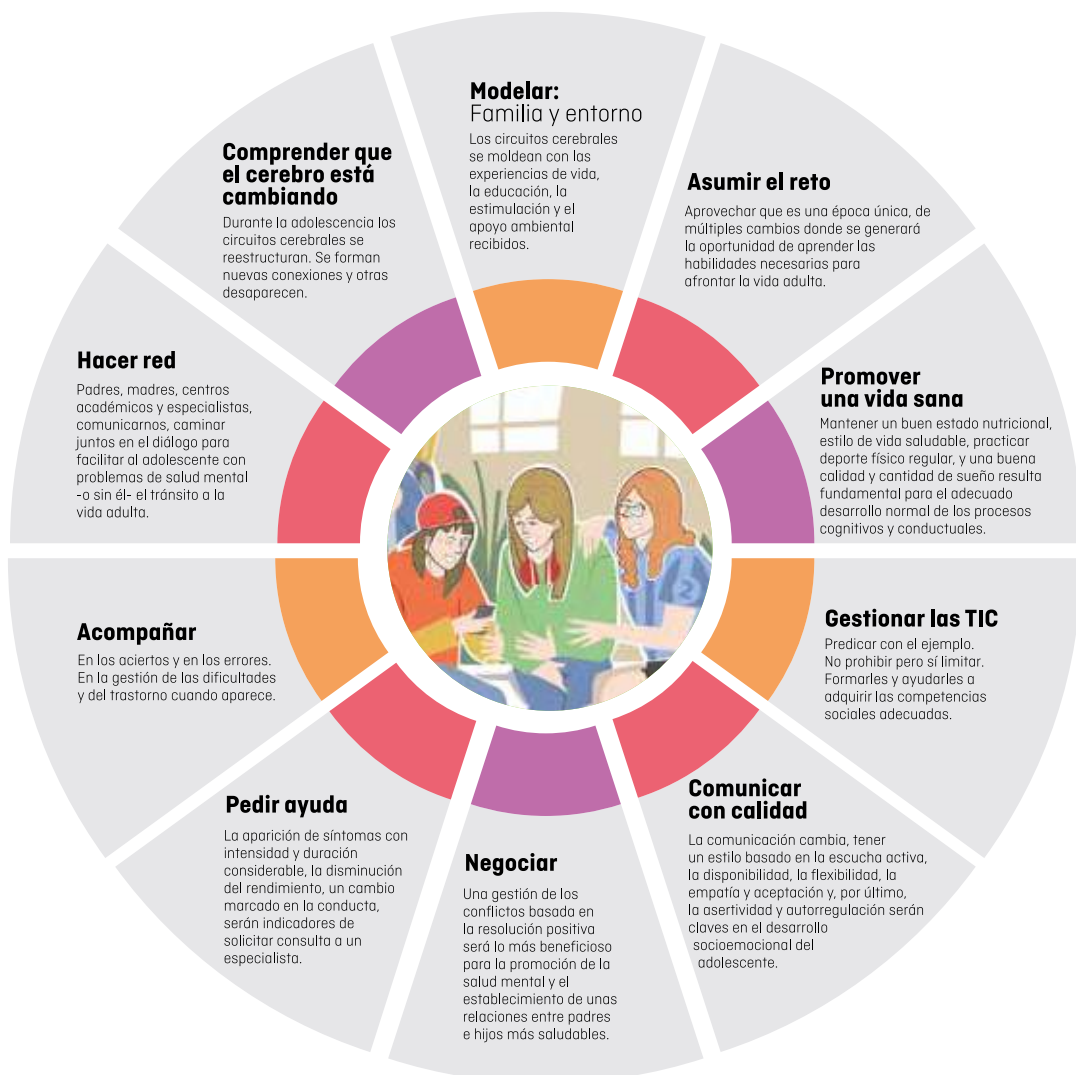 Modelar:
Familia y entorno
Los circuitos cerebrales
se moldean con las
experiencias de vida,
la educación, la
estimulación y el
apoyo ambiental
recibidos.
Asumir el reto
Aprovechar que es una época única, de
múltiples cambios donde se generará
la oportunidad de aprender las
habilidades necesarias para
afrontar la vida adulta.
Promover
una vida sana
Mantener un buen estado nutricional,
estilo de vida saludable, practicar
deporte físico regular, y una buena
calidad y cantidad de sueño resulta
fundamental para el adecuado
desarrollo normal de los procesos
cognitivos y conductuales.
Gestionar las TIC
Predicar con el ejemplo.
No prohibir pero sí limitar.
Formarles y ayudarles a
adquirir las competencias
sociales adecuadas.
Comunicar
con calidad
La comunicación cambia, tener
un estilo basado en la escucha activa,
la disponibilidad, la flexibilidad, la
empatía y aceptación y, por último,
la asertividad y autorregulación serán
claves en el desarrollo
socioemocional del
adolescente.
Negociar
Una gestión de los
conflictos basada en
la resolución positiva
será lo más beneficioso
para la promoción de la
salud mental y el
establecimiento de unas
relaciones entre padres
e hijos más saludables.
Pedir ayuda
La aparición de síntomas con
intensidad y duración
considerable, la disminución
del rendimiento, un cambio
marcado en la conducta,
serán indicadores de
solicitar consulta a un
especialista.
Acompañar
En los aciertos y en los errores.
En la gestión de las dificultades
y del trastorno cuando aparece.
Hacer red
Padres, madres, centros
académicos y especialistas,
comunicarnos, caminar
juntos en el diálogo para
facilitar al adolescente con
problemas de salud mental
-o sin él- el tránsito a la
vida adulta.
Comprender que
el cerebro está
cambiando
Durante la adolescencia los
circuitos cerebrales se
reestructuran. Se forman
nuevas conexiones y otras
desaparecen.
2